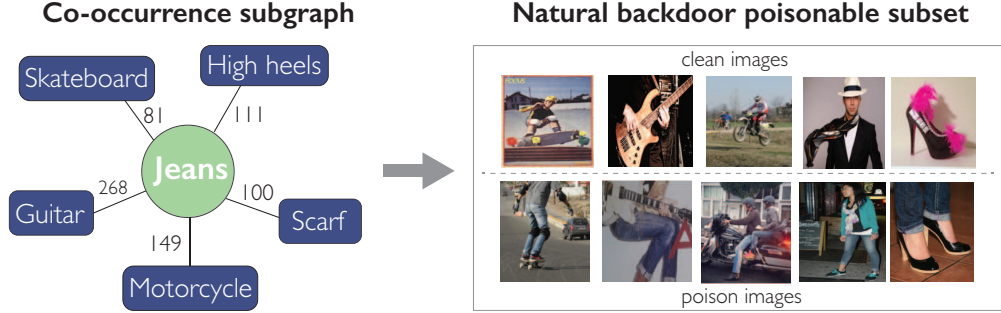 Co-occurrence subgraph
Skateboard
High heels
81
111
Jeans
268
100
Guitar
Scarf
149
Motorcycle
Natural backdoor poisonable subset
clean images
FOCUS
poison images